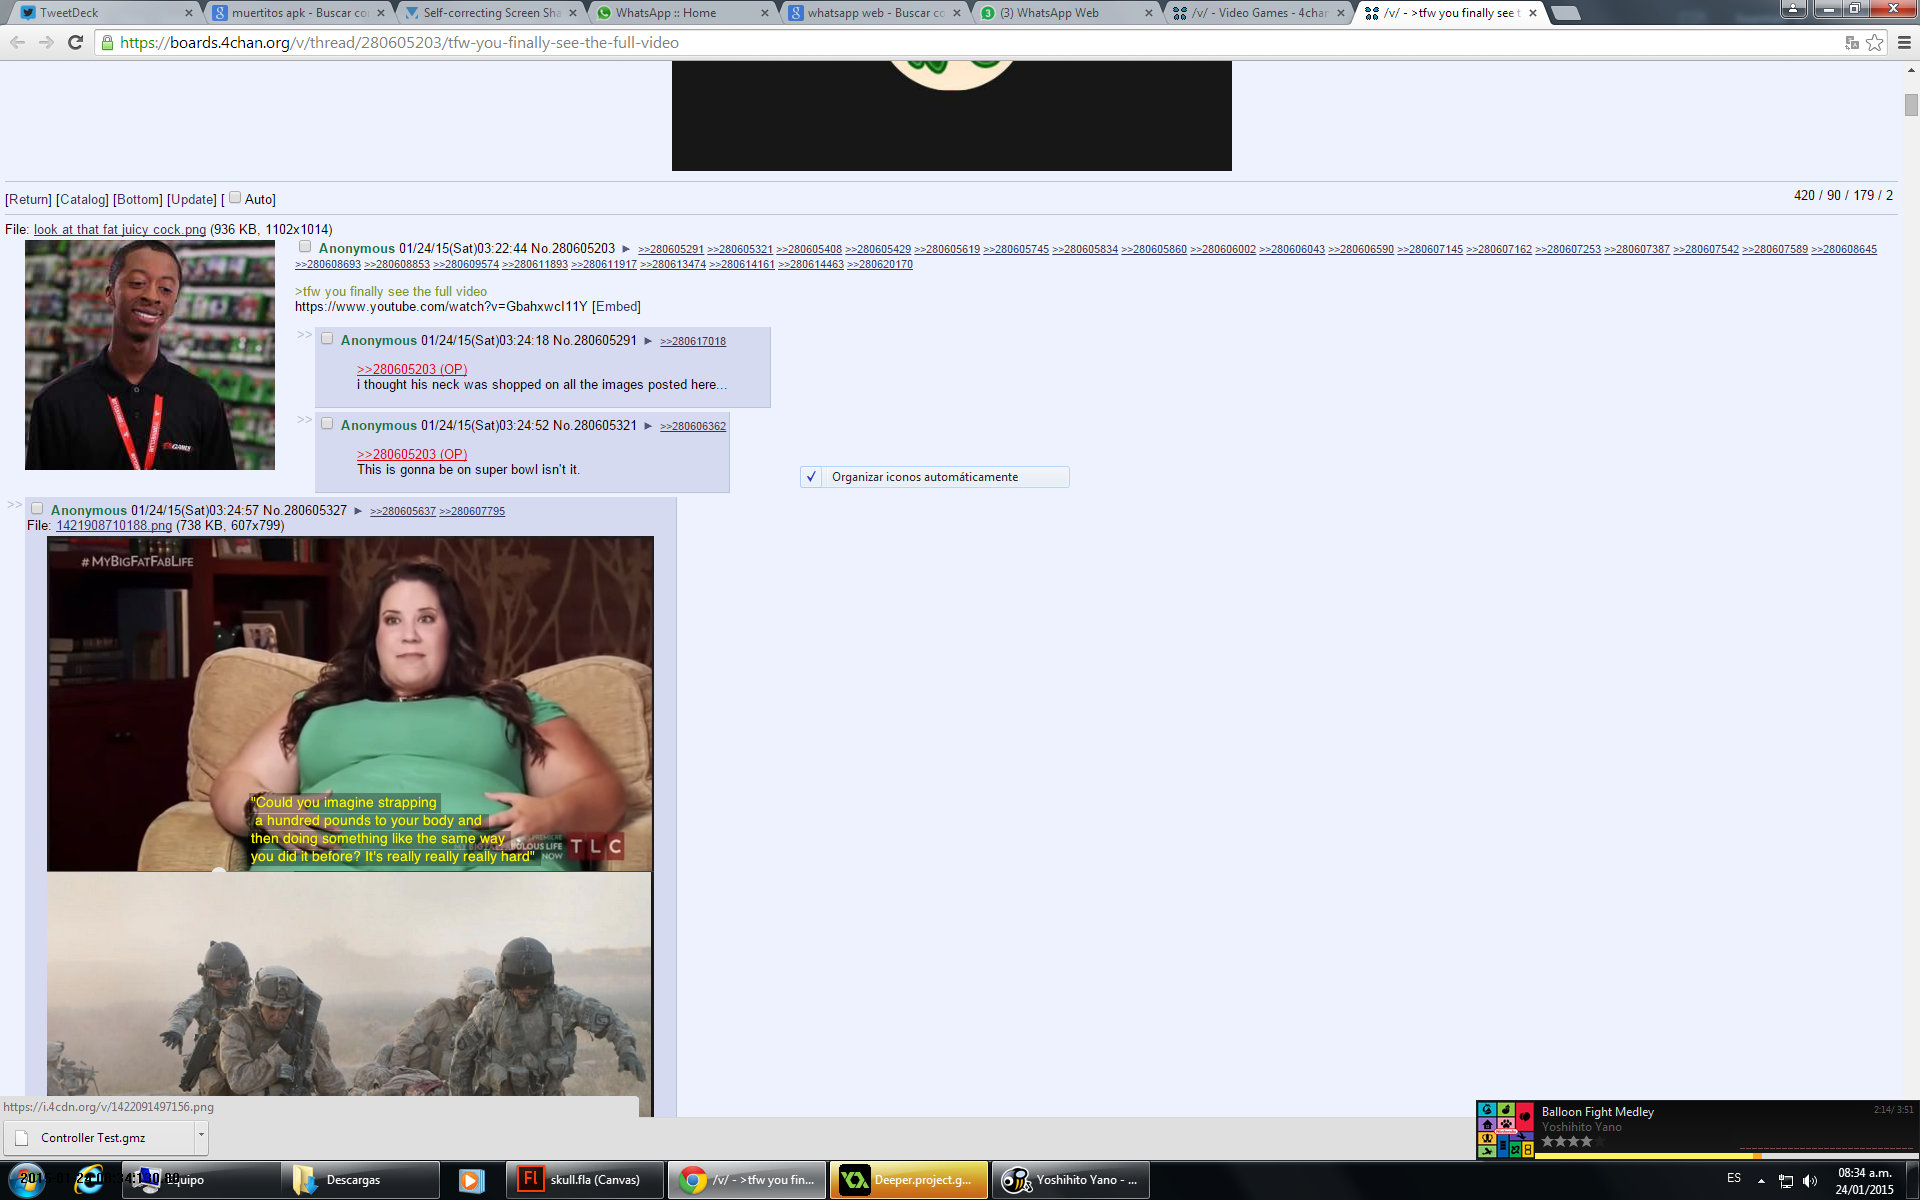 TweetDeck
muertitos apk - Buscar co
Self-correcting Screen Sha
WhatsApp :: Home
whatsapp web - Buscar co
(3) WhatsApp Web
/v/ - Video Games - 4chan
/v/ - >tfw you finally see t
https://boards.4chan.org/v/thread/280605203/tfw-you-finally-see-the-full-video
[Return] [Catalog] [Bottom] [Update] [ Auto]
420 / 90 / 179 / 2
File: look at that fat juicy cock.png (936 KB, 1102x1014)
Anonymous 01/24/15(Sat)03:22:44 No.280605203 ► >>280605291 >>280605321 >>280605408 >>280605429 >>280605619 >>280605745 >>280605834 >>280605860 >>280606002 >>280606043 >>280606590 >>280607145 >>280607162 >>280607253 >>280607387 >>280607542 >>280607589 >>280608645
>>280608693 >>280608853 >>280609574 >>280611893 >>280611917 >>280613474 >>280614161 >>280614463 >>280620170
>tfw you finally see the full video
https://www.youtube.com/watch?v=GbahxwcI11Y [Embed]
>> Anonymous 01/24/15(Sat)03:24:18 No.280605291 ► >>280617018
>>280605203 (OP)
i thought his neck was shopped on all the images posted here...
>> Anonymous 01/24/15(Sat)03:24:52 No.280605321 ► >>280606362
>>280605203 (OP)
This is gonna be on super bowl isn't it.
Organizar iconos automáticamente
>> Anonymous 01/24/15(Sat)03:24:57 No.280605327 ► >>280605637 >>280607795
File: 1421908710188.png (738 KB, 607x799)
#MYBIGFATFABLIFE
"Could you imagine strapping
a hundred pounds to your body and
then doing something like the same way
you did it before? It's really really really hard"
OLOUS LIFE
NOW
TLC
https://i.4cdn.org/v/1422091497156.png
Controller Test.gmz
Balloon Fight Medley
2:14/ 3:51
Yoshihito Yano
Equipo
Descargas
skull.fla (Canvas)
/v/ - >tfw you fin...
Deeper.project.g...
Yoshihito Yano - ...
ES
08:34 a.m.
24/01/2015